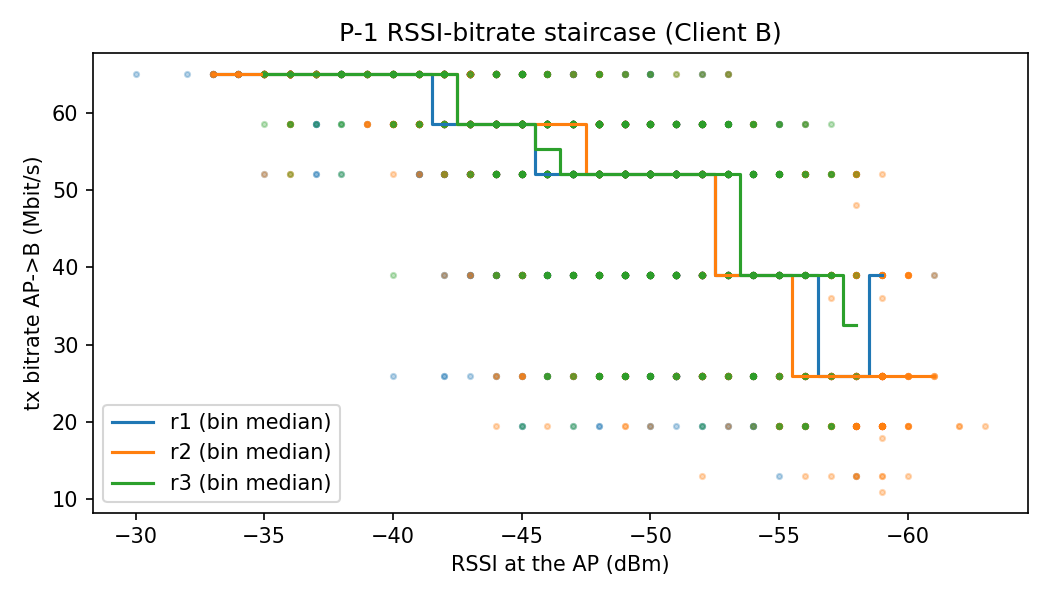 P-1 RSSI-bitrate staircase (Client B)
tx bitrate AP->B (Mbit/s)
60
50
40
30
20
10
r1 (bin median)
r2 (bin median)
r3 (bin median)
−30
−35
−40
−45
−50
−55
−60
RSSI at the AP (dBm)